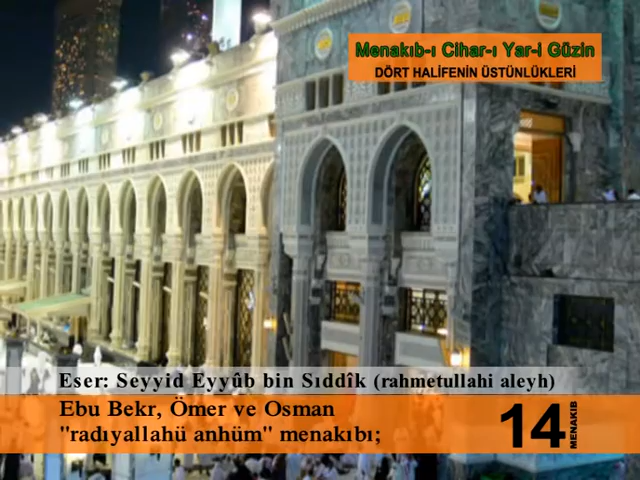 Menakıb-ı Cihar-ı Yar-i Güzin
DÖRT HALİFENİN ÜSTÜNLÜKLERİ
Eser: Seyyid Eyyûb bin Sıddîk (rahmetullahi aleyh)
Ebu Bekr, Ömer ve Osman
"radıyallahü anhüm" menakıbı;
14
MENAKIB